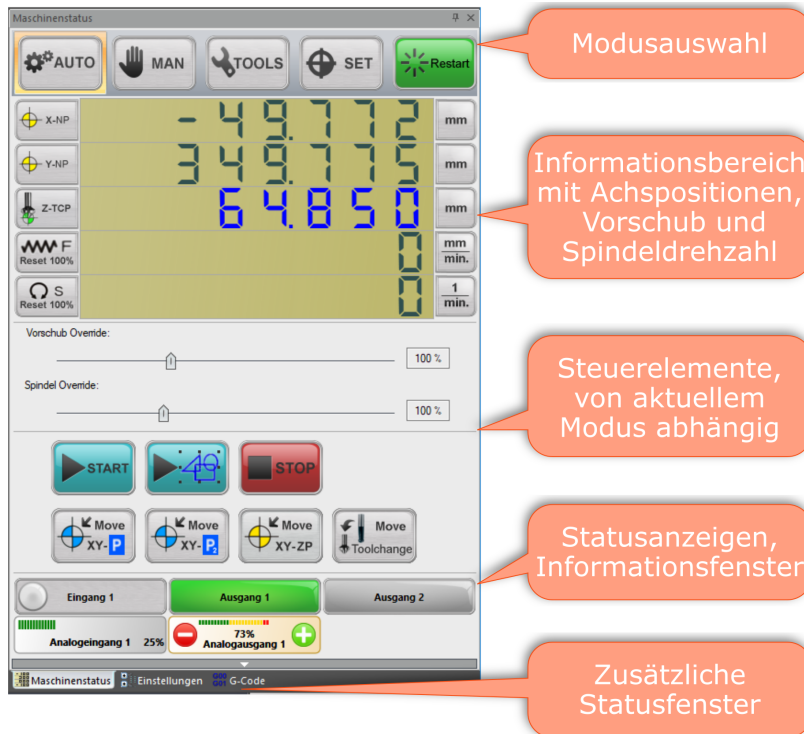 Maschinenstatus
AUTO
MAN
TOOLS
SET
Restart
X-NP
-49.772
mm
Y-NP
349.775
mm
Z-TCP
64.850
mm
F
Reset 100%
0
mm
min.
S
Reset 100%
0
1
min.
Vorschub Override:
100 %
Spindel Override:
100 %
START
STOP
Move
XY-P
Move
XY-P2
Move
XY-ZP
Move
Toolchange
Eingang 1
Ausgang 1
Ausgang 2
Analogeingang 1 25%
73%
Analogausgang 1
Maschinenstatus
Einstellungen
G00
G01
G-Code
Modusauswahl
Informationsbereich
mit Achspositionen,
Vorschub und
Spindeldrehzahl
Steuerelemente,
von aktuellem
Modus abhängig
Statusanzeigen,
Informationsfenster
Zusätzliche
Statusfenster